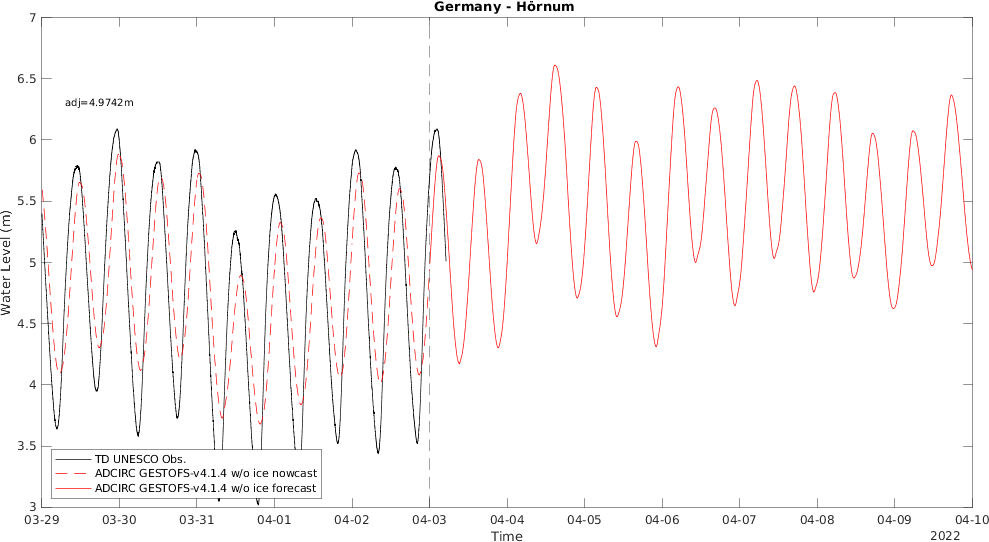 Germany - Hörnum
7
6.5
adj=4.9742m
6
5.5
Water Level (m)
5
4.5
4
3.5
TD UNESCO Obs.
ADCIRC GESTOFS-v4.1.4 w/o ice nowcast
ADCIRC GESTOFS-v4.1.4 w/o ice forecast
3
03-29 03-30 03-31 04-01 04-02 04-03 04-04 04-05 04-06 04-07 04-08 04-09 04-10
Time 2022